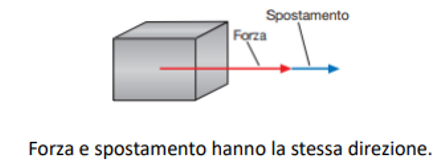 Spostamento
Forza
Forza e spostamento hanno la stessa direzione.